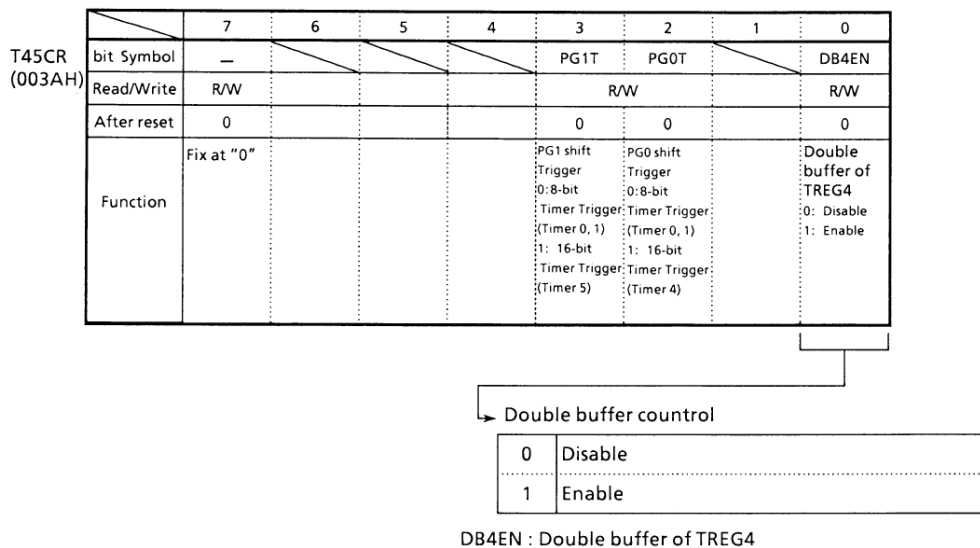 7 6 5 4 3 2 1 0
T45CR
(003AH)
bit Symbol — PG1T PG0T DB4EN
Read/Write R/W R/W R/W
After reset 0 0 0 0
Function
Fix at "0"
PG1 shift
Trigger
0:8-bit
Timer Trigger
(Timer 0, 1)
1: 16-bit
Timer Trigger
(Timer 5)
PG0 shift
Trigger
0:8-bit
Timer Trigger
(Timer 0, 1)
1: 16-bit
Timer Trigger
(Timer 4)
Double
buffer of
TREG4
0: Disable
1: Enable
Double buffer countrol
0 Disable
1 Enable
DB4EN : Double buffer of TREG4